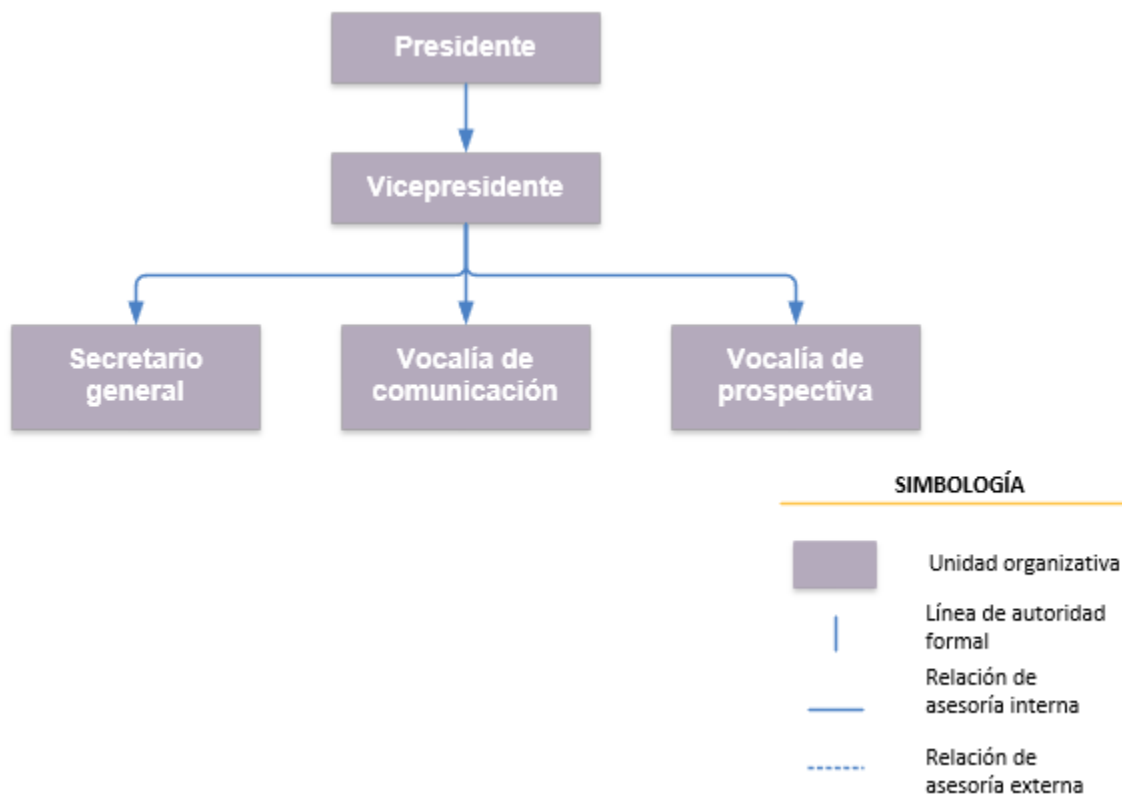 Presidente
Vicepresidente
Secretario
general
Vocalía de
comunicación
Vocalía de
prospectiva
SIMBOLOGÍA
Unidad organizativa
Línea de autoridad
formal
Relación de
asesoría interna
Relación de
asesoría externa